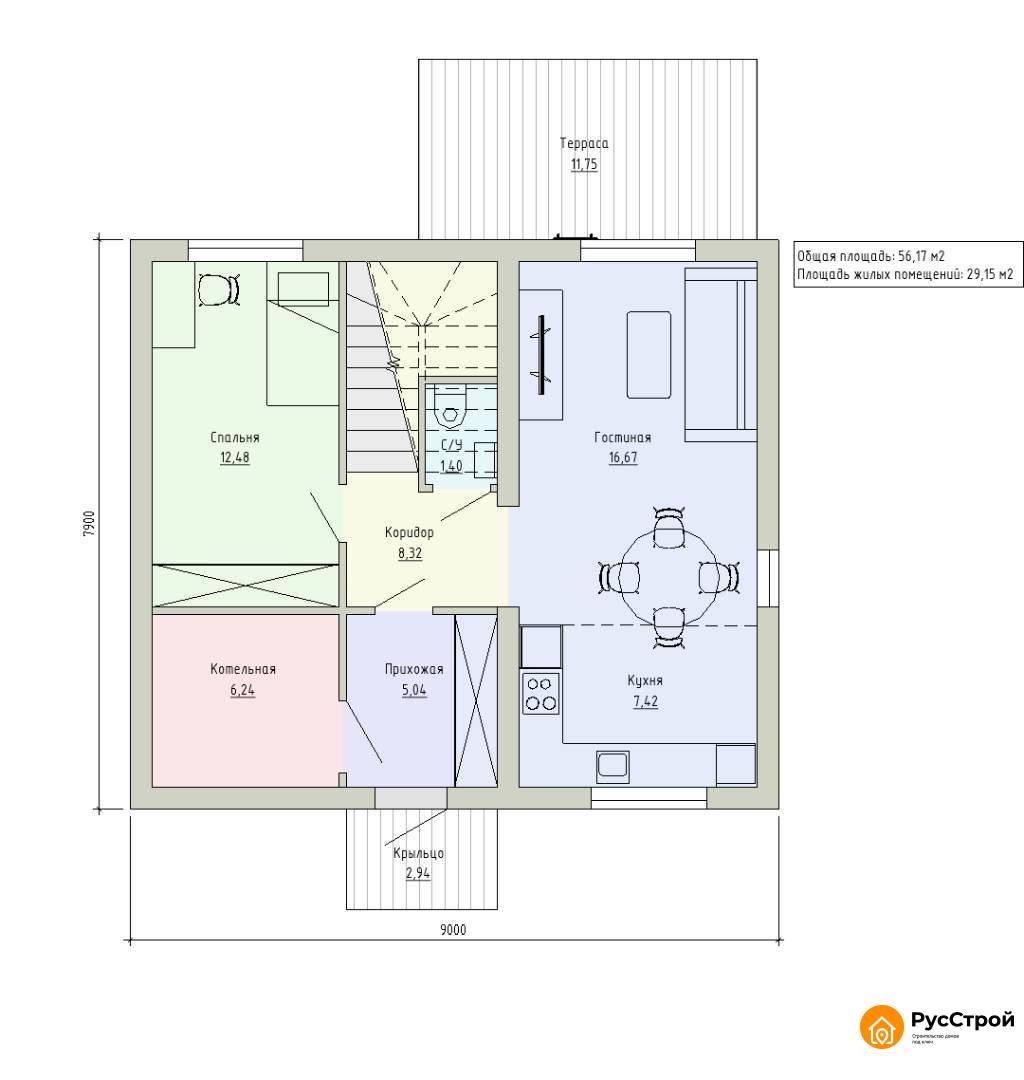 Терраса
11,75
Общая площадь: 56,17 м2
Площадь жилых помещений: 29,15 м2
Спальня
12,48
С/У
1,40
Гостиная
16,67
7900
Коридор
8,32
Котельная
6,24
Прихожая
5,04
Кухня
7,42
Крыльцо
2,94
9000
РусСтрой
Строительство домов
под ключ